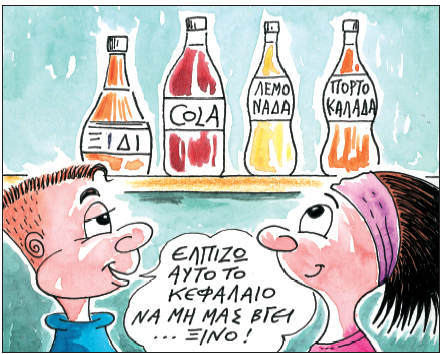 ΞΙΔΙ
COLA
ΛΕΜΟ
ΝΑΔΑ
ΠΟΡΤΟ
ΚΑΛΑΔΑ
ΕΛΠΙΖΩ
ΑΥΤΟ ΤΟ
ΚΕΦΑΛΑΙΟ
ΝΑ ΜΗ ΜΑΣ ΒΓΕΙ
... ΞΙΝΟ!